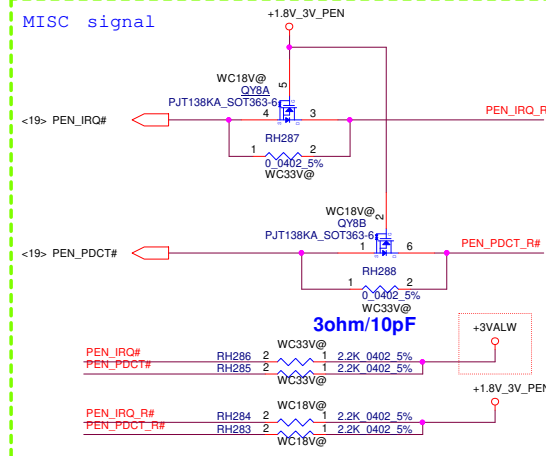 MISC signal
+1.8V_3V_PEN
WC18V@
5
QY8A
PJT138KA_SOT363-6
<19> PEN_IRQ#
4
3
PEN_IRQ_R
RH287
1
2
0_0402_5%
WC33V@
WC18V@
2
QY8B
PJT138KA_SOT363-6
<19> PEN_PDCT#
1
6
PEN_PDCT_R#
RH288
1
2
0_0402_5%
WC33V@
3ohm/10pF
+3VALW
WC33V@
PEN_IRQ#
RH286 2 1 2.2K_0402_5%
PEN_PDCT#
RH285 2 1 2.2K_0402_5%
WC33V@
+1.8V_3V_PEN
WC18V@
PEN_IRQ_R#
RH284 2 1 2.2K_0402_5%
PEN_PDCT_R#
RH283 2 1 2.2K_0402_5%
WC18V@